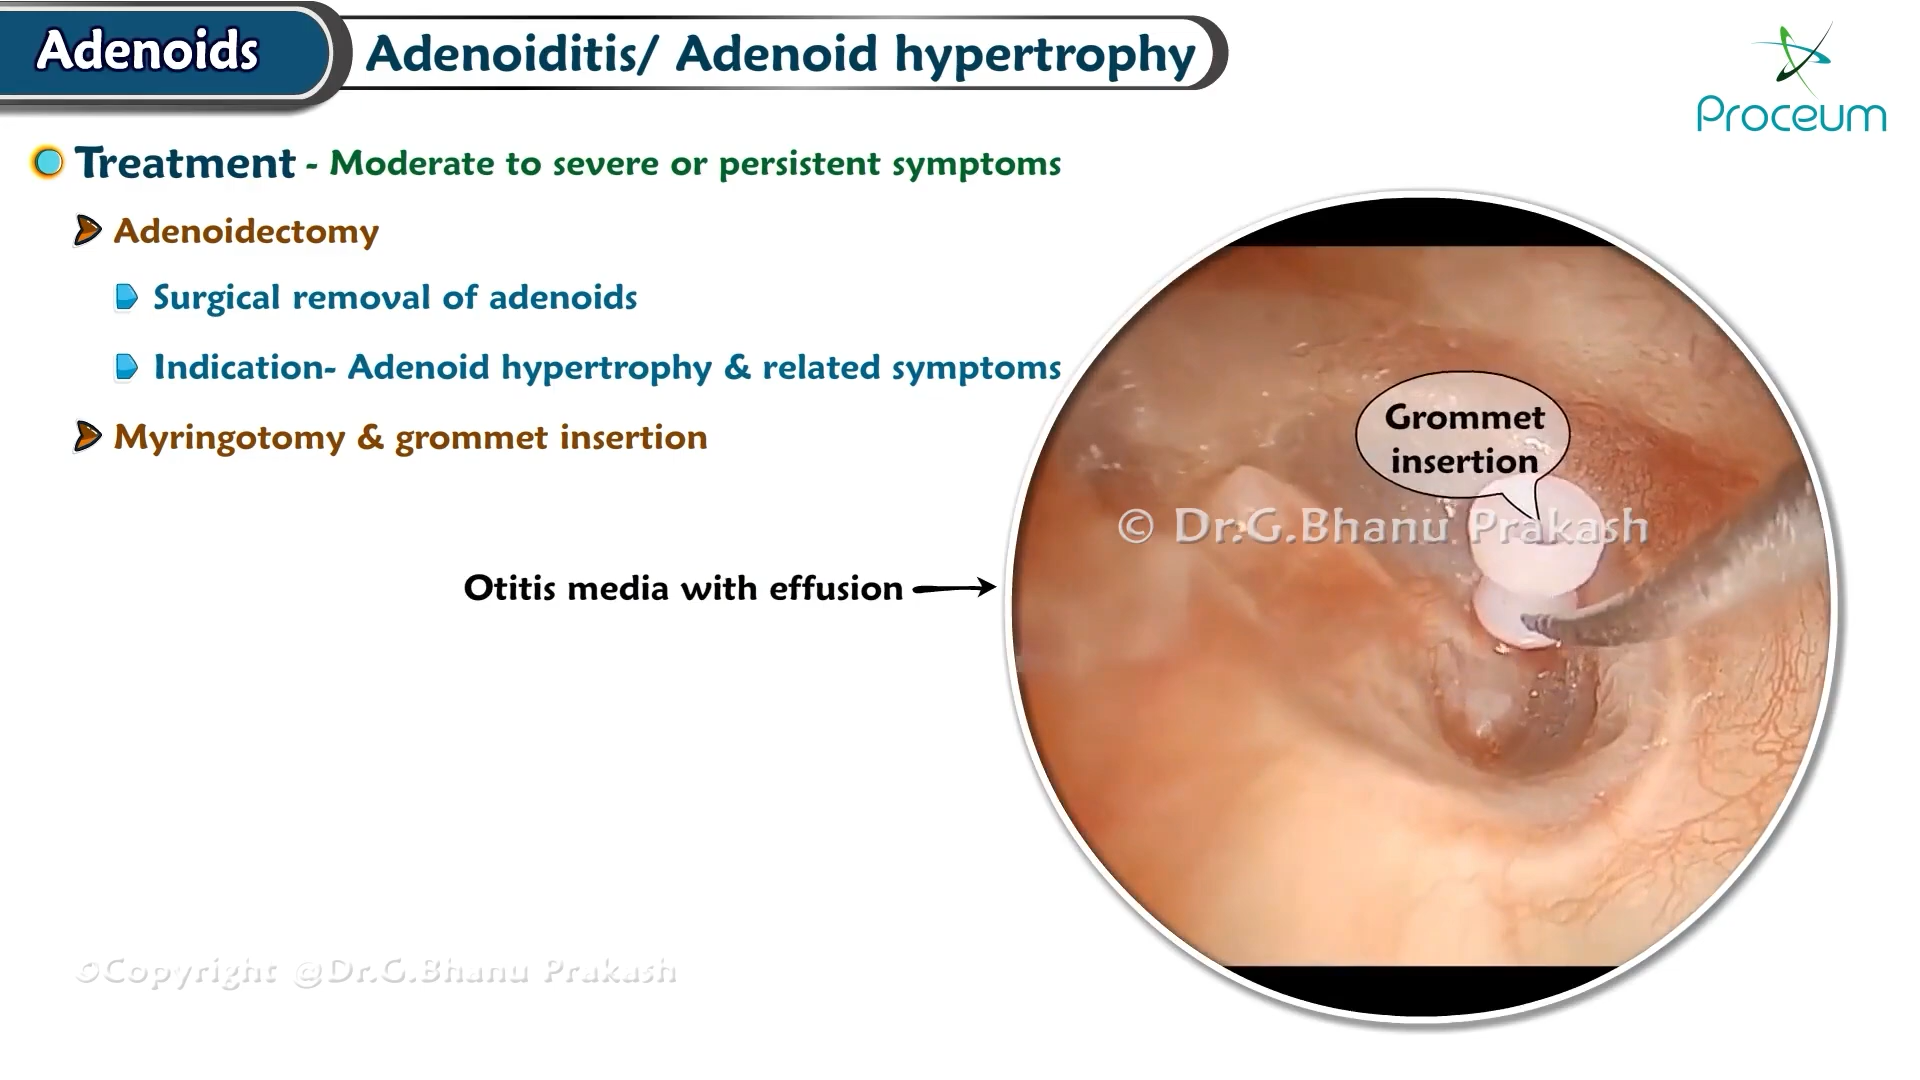 Adenoids
Adenoiditis/ Adenoid hypertrophy
Proceum
Treatment - Moderate to severe or persistent symptoms
Adenoidectomy
Surgical removal of adenoids
Indication- Adenoid hypertrophy & related symptoms
Myringotomy & grommet insertion
Grommet
insertion
© Dr.G.Bhanu Prakash
Otitis media with effusion
©Copyright @Dr.G.Bhanu Prakash